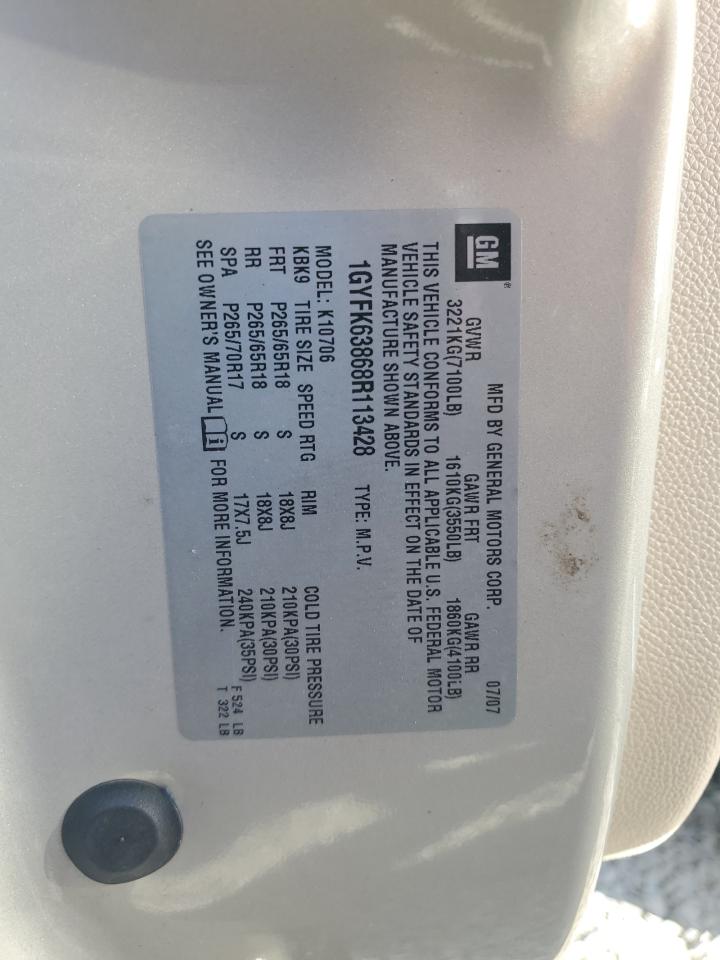 GM®
MFD BY GENERAL MOTORS CORP. 07/07
GVWR GAWR FRT GAWR RR
3221KG(7100LB) 1610KG(3550LB) 1860KG(4100LB)
THIS VEHICLE CONFORMS TO ALL APPLICABLE U.S. FEDERAL MOTOR
VEHICLE SAFETY STANDARDS IN EFFECT ON THE DATE OF
MANUFACTURE SHOWN ABOVE.
1GYFK63868R113428 TYPE: M.P.V.
MODEL: K10706
KBK9 TIRE SIZE SPEED RTG RIM COLD TIRE PRESSURE
FRT P265/65R18 S 18X8J 210KPA(30PSI)
RR P265/65R18 S 18X8J 210KPA(30PSI)
SPA P265/70R17 S 17X7.5J 240KPA(35PSI)
SEE OWNER'S MANUAL i FOR MORE INFORMATION.
F 524 LB
T 322 LB